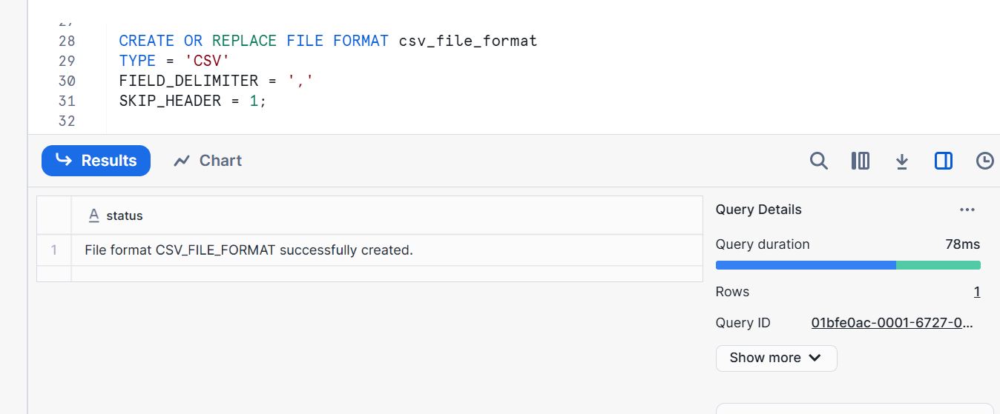 28 CREATE OR REPLACE FILE FORMAT csv_file_format
29 TYPE = 'CSV'
30 FIELD_DELIMITER = ','
31 SKIP_HEADER = 1;
32
Results Chart
A status
1 File format CSV_FILE_FORMAT successfully created.
Query Details
Query duration 78ms
Rows 1
Query ID 01bfe0ac-0001-6727-0...
Show more